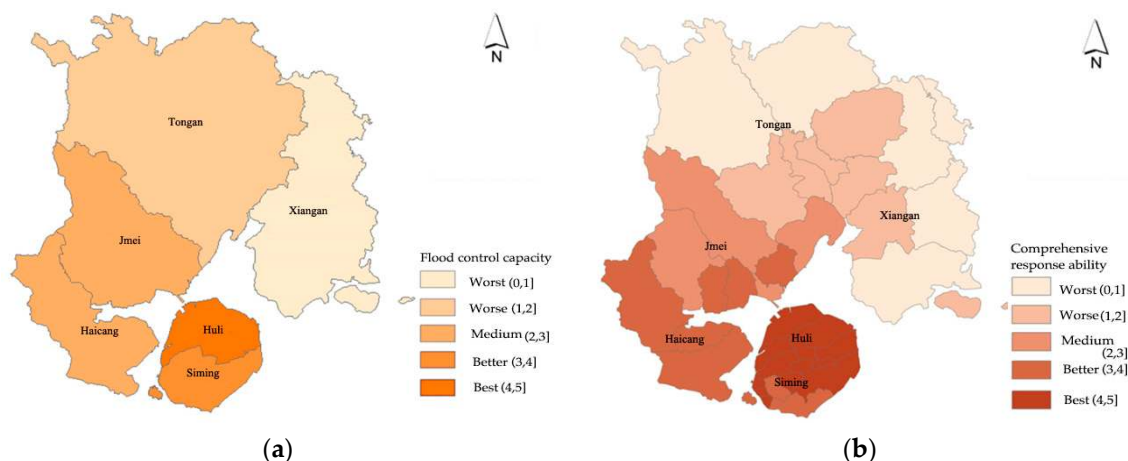 N
Tongan
Xiangan
Jmei
Haicang
Huli
Siming
Flood control capacity
Worst (0,1]
Worse (1,2]
Medium (2,3]
Better (3,4]
Best (4,5]
(a)
N
Tongan
Xiangan
Jmei
Haicang
Huli
Siming
Comprehensive
response ability
Worst (0,1]
Worse (1,2]
Medium
(2,3]
Better (3,4]
Best (4,5]
(b)